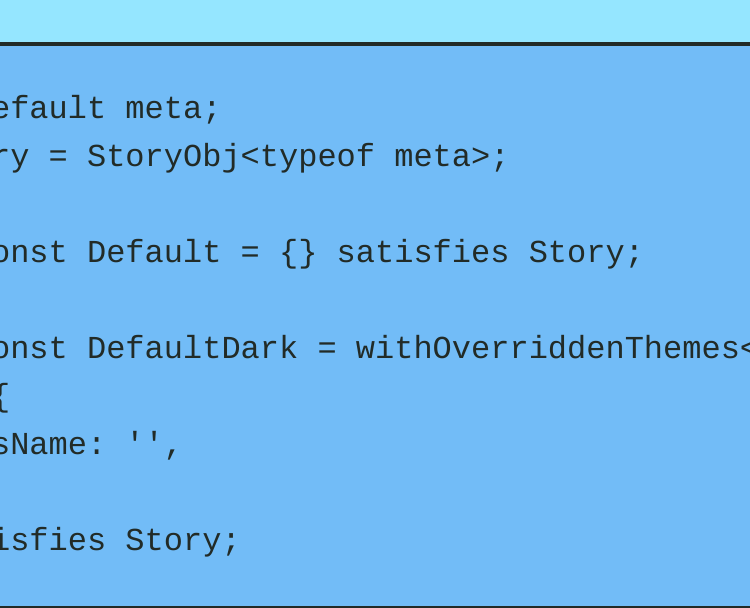 efault meta;
ry = StoryObj<typeof meta>;
onst Default = {} satisfies Story;
onst DefaultDark = withOverriddenThemes<
{
sName: '',
isfies Story;